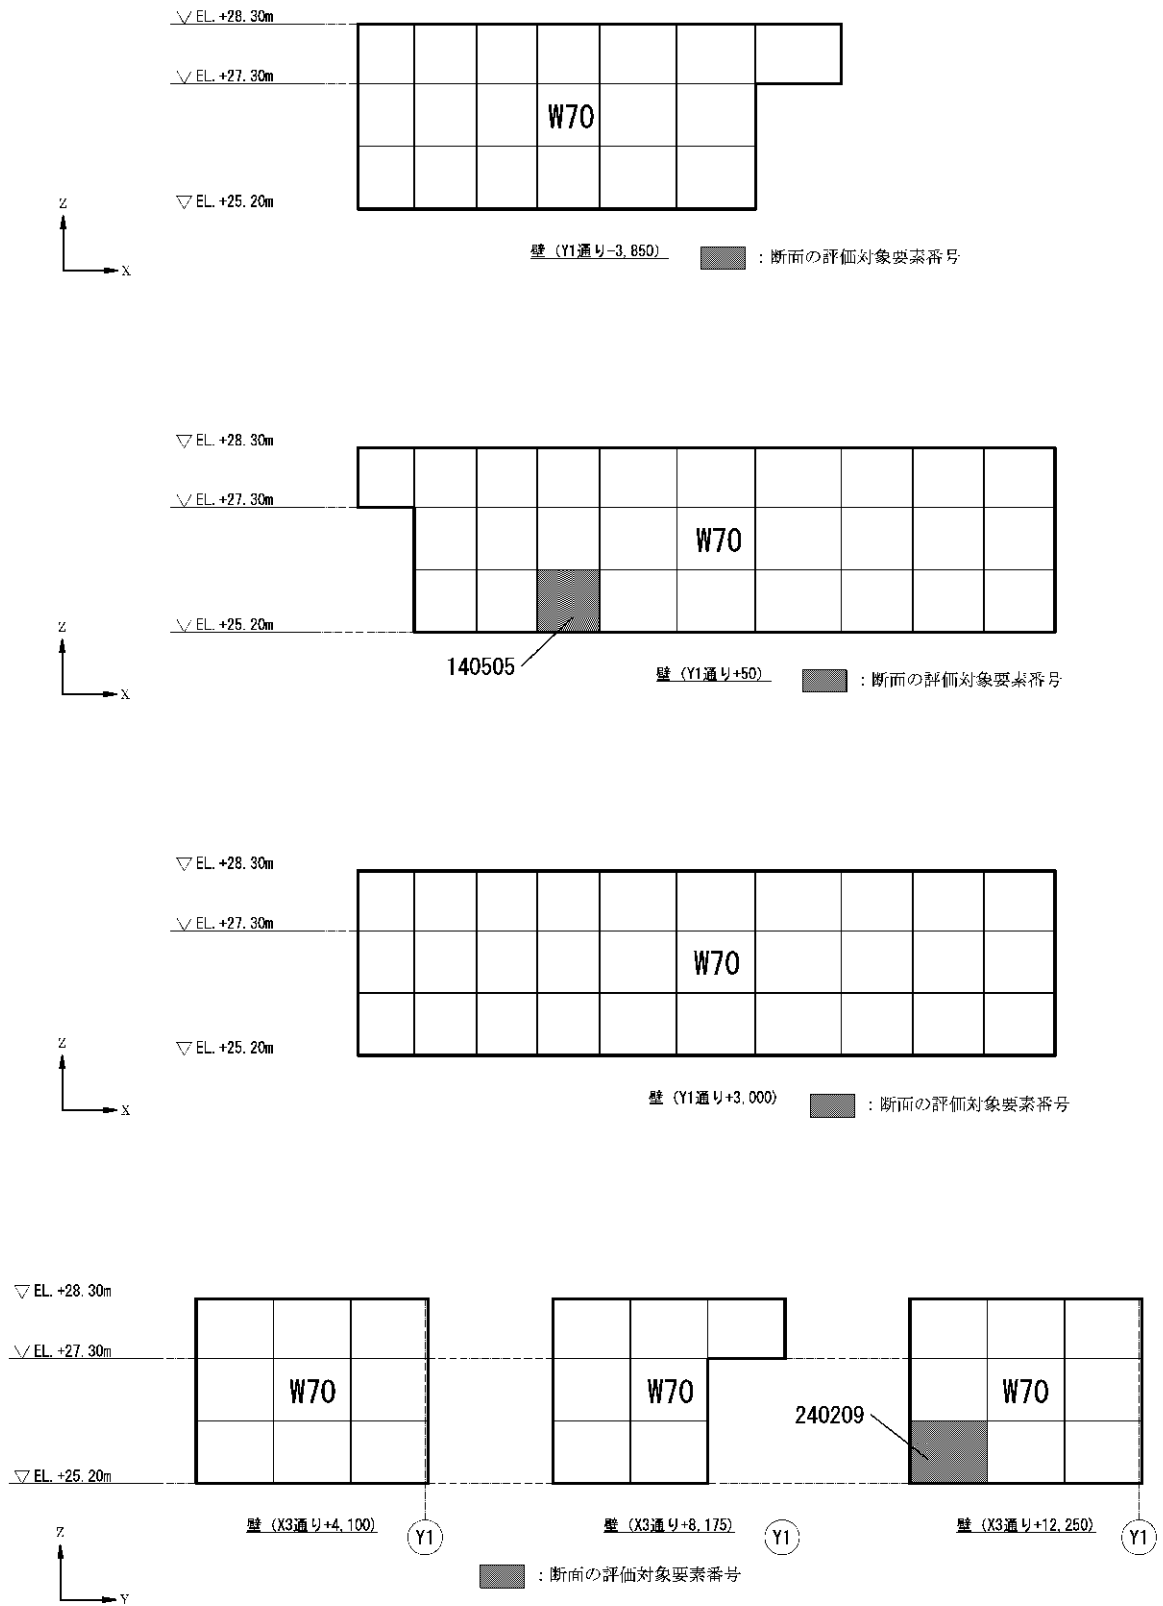 ▽ EL. +28.30m
▽ EL. +27.30m
W70
▽ EL. +25.20m
Z
X
壁 (Y1通り-3,850)
：断面の評価対象要素番号
▽ EL. +28.30m
▽ EL. +27.30m
W70
▽ EL. +25.20m
Z
X
140505
壁 (Y1通り+50)
：断面の評価対象要素番号
▽ EL. +28.30m
▽ EL. +27.30m
W70
▽ EL. +25.20m
Z
X
壁 (Y1通り+3,000)
：断面の評価対象要素番号
▽ EL. +28.30m
▽ EL. +27.30m
W70
W70
W70
240209
▽ EL. +25.20m
壁 (X3通り+4,100)
Y1
壁 (X3通り+8,175)
Y1
壁 (X3通り+12,250)
Y1
Z
Y
：断面の評価対象要素番号